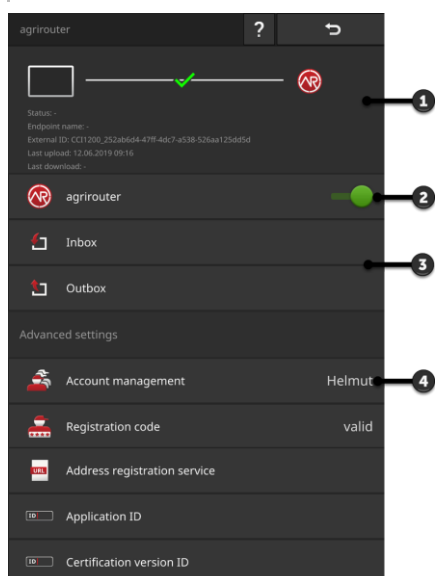 agrirouter ?
AR
1
Status: -
Endpoint name: -
External ID: CCI1200_252ab6d4-47ff-4dc7-a538-526aa125dd5d
Last upload: 12.06.2019 09:16
Last download: -
AR agrirouter 2
Inbox
3
Outbox
Advanced settings
Account management Helmut 4
Registration code valid
URL Address registration service
ID Application ID
ID Certification version ID